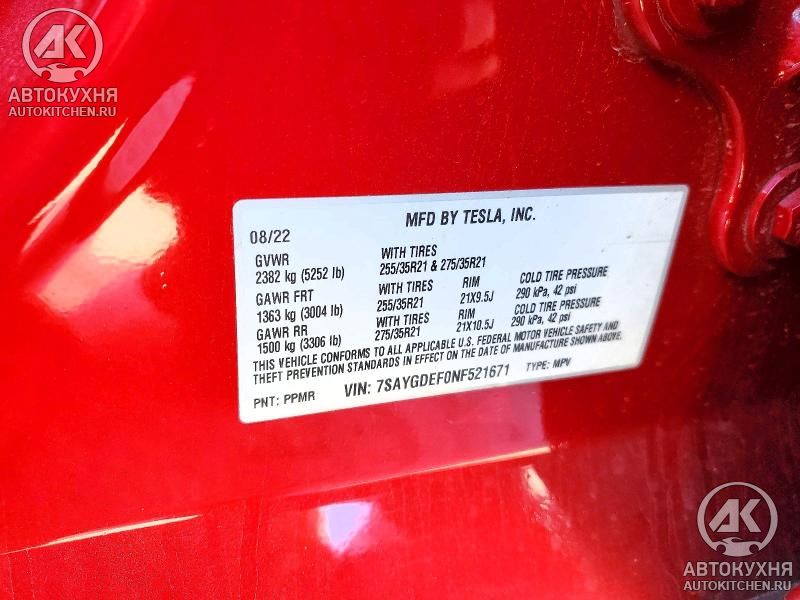 AK
АВТОКУХНЯ
AUTOKITCHEN.RU
MFD BY TESLA, INC.
08/22
GVWR WITH TIRES
2382 kg (5252 lb) 255/35R21 & 275/35R21
GAWR FRT WITH TIRES RIM COLD TIRE PRESSURE
1363 kg (3004 lb) 255/35R21 21X9.5J 290 kPa, 42 psi
GAWR RR WITH TIRES RIM COLD TIRE PRESSURE
1500 kg (3306 lb) 275/35R21 21X10.5J 290 kPa, 42 psi
THIS VEHICLE CONFORMS TO ALL APPLICABLE U.S. FEDERAL MOTOR VEHICLE SAFETY AND
THEFT PREVENTION STANDARDS IN EFFECT ON THE DATE OF MANUFACTURE SHOWN ABOVE.
PNT: PPMR VIN: 7SAYGDEF0NF521671 TYPE: MPV
AK
АВТОКУХНЯ
AUTOKITCHEN.RU